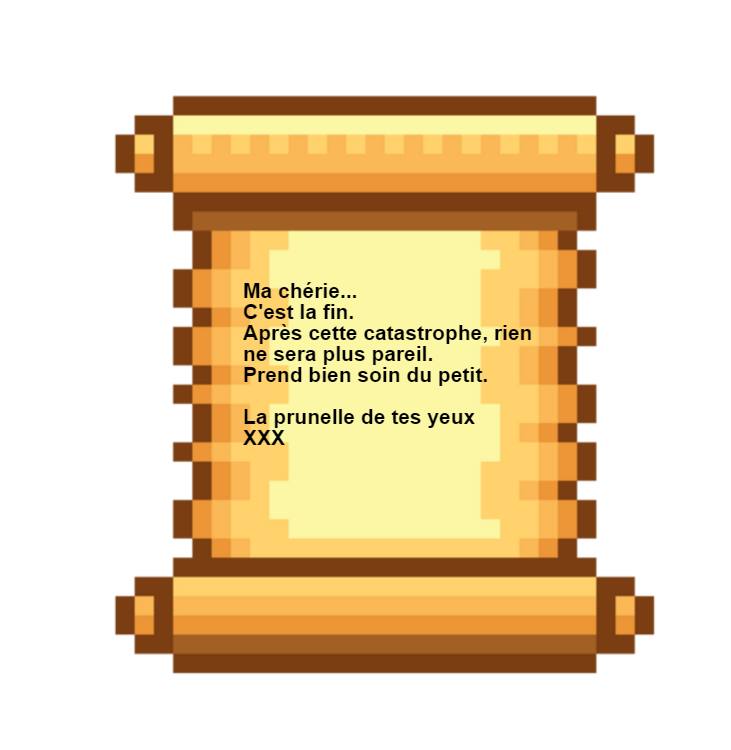 Ma chérie...
C'est la fin.
Après cette catastrophe, rien
ne sera plus pareil.
Prend bien soin du petit.
La prunelle de tes yeux
XXX